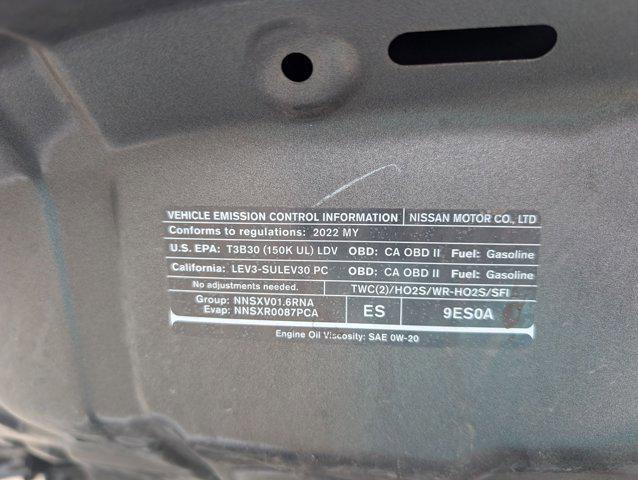 VEHICLE EMISSION CONTROL INFORMATION NISSAN MOTOR CO., LTD
Conforms to regulations: 2022 MY
U.S. EPA: T3B30 (150K UL) LDV OBD: CA OBD II Fuel: Gasoline
California: LEV3-SULEV30 PC OBD: CA OBD II Fuel: Gasoline
No adjustments needed. TWC(2)/HO2S/WR-HO2S/SFI
Group: NNSXV01.6RNA
Evap: NNSXR0087PCA
ES 9ES0A
Engine Oil Viscosity: SAE 0W-20